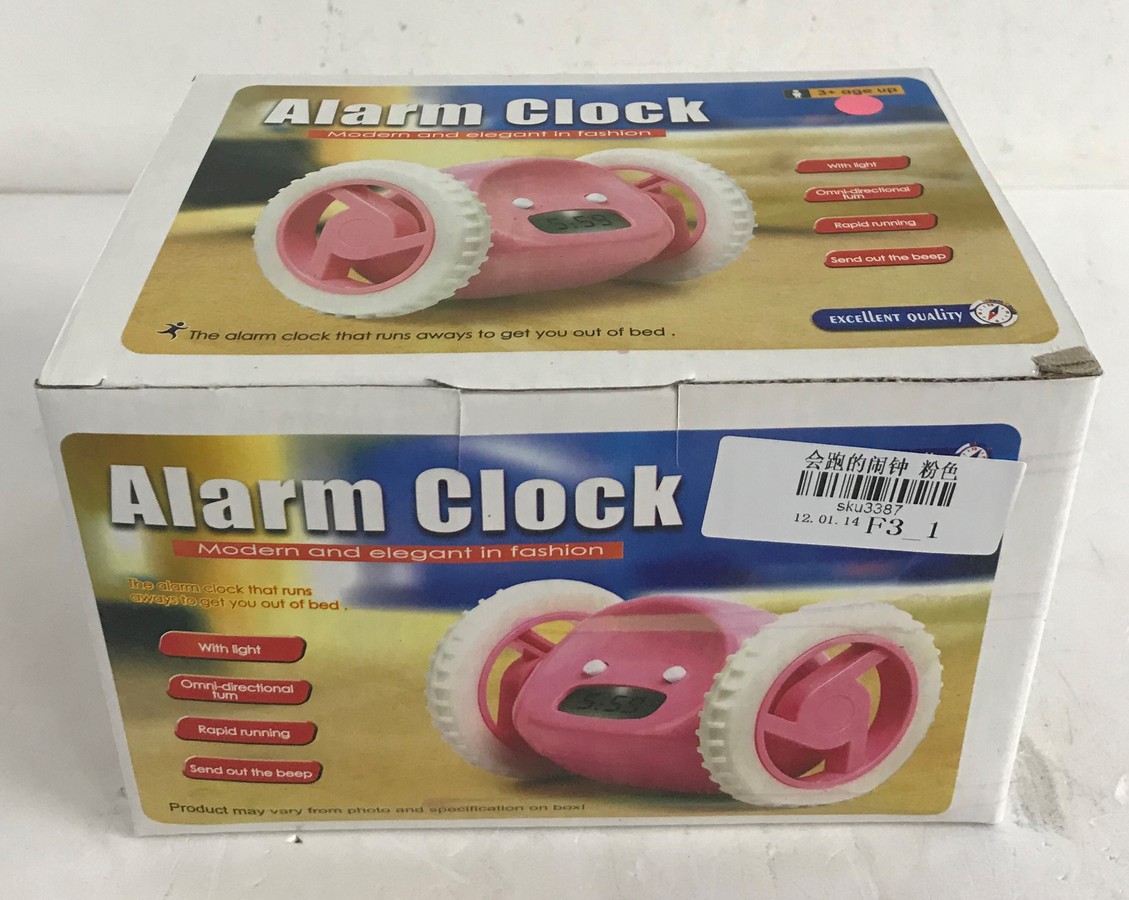 Alarm Clock
3+ age up
Modern and elegant in fashion
5:59
With light
Omni-directional
turn
Rapid running
Send out the beep
EXCELLENT QUALITY
The alarm clock that runs aways to get you out of bed .
Alarm Clock
会跑的闹钟 粉色
sku3387
12.01.14 F3_1
Modern and elegant in fashion
The alarm clock that runs
aways to get you out of bed .
With light
Omni-directional
turn
Rapid running
Send out the beep
5:59
Product may vary from photo and specification on box!